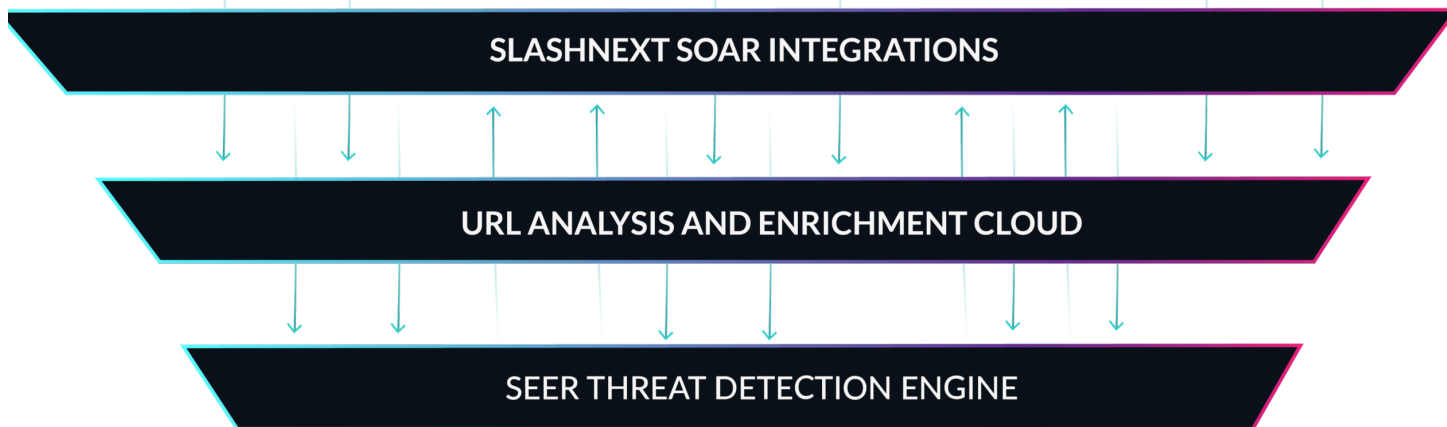 SLASHNEXT SOAR INTEGRATIONS
URL ANALYSIS AND ENRICHMENT CLOUD
SEER THREAT DETECTION ENGINE